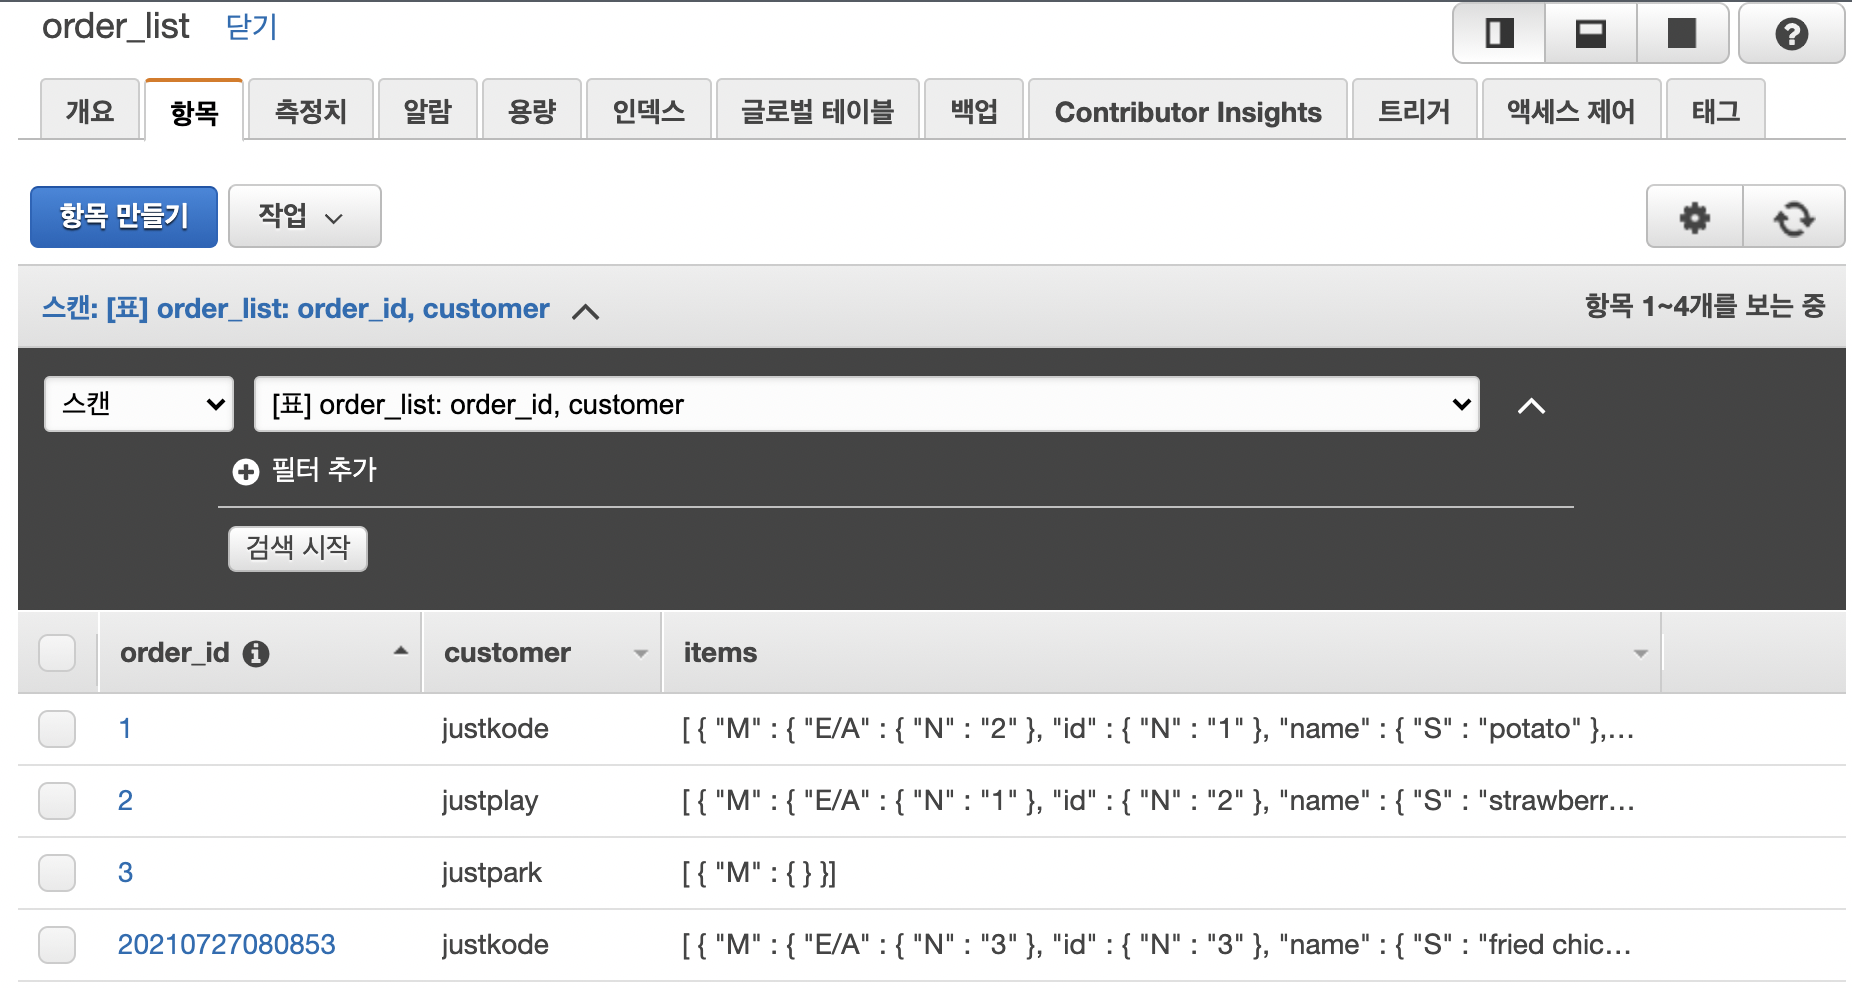 order_list 닫기
개요 항목 측정치 알람 용량 인덱스 글로벌 테이블 백업 Contributor Insights 트리거 액세스 제어 태그
항목 만들기 작업
스캔: [표] order_list: order_id, customer 항목 1~4개를 보는 중
스캔 [표] order_list: order_id, customer
필터 추가
검색 시작
order_id customer items
1 justkode [ { "M" : { "E/A" : { "N" : "2" }, "id" : { "N" : "1" }, "name" : { "S" : "potato" },...
2 justplay [ { "M" : { "E/A" : { "N" : "1" }, "id" : { "N" : "2" }, "name" : { "S" : "strawberr...
3 justpark [ { "M" : { } }]
20210727080853 justkode [ { "M" : { "E/A" : { "N" : "3" }, "id" : { "N" : "3" }, "name" : { "S" : "fried chic...